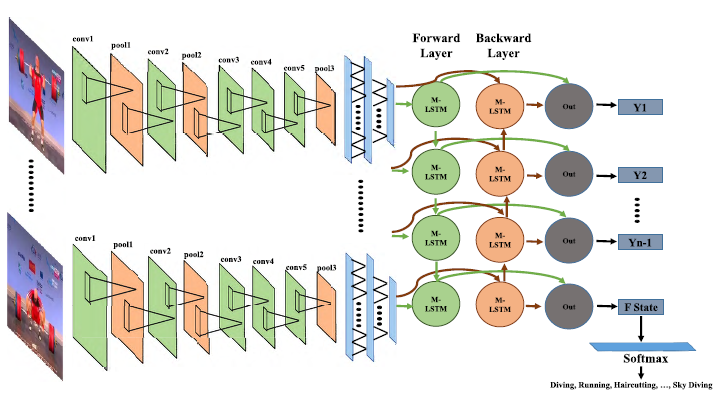 Forward Layer
Backward Layer
conv1
pool1
conv2
pool2
conv3
conv4
conv5
pool3
M-LSTM
M-LSTM
Out
Y1
M-LSTM
M-LSTM
Out
Y2
M-LSTM
M-LSTM
Out
Yn-1
conv1
pool1
conv2
pool2
conv3
conv4
conv5
pool3
M-LSTM
M-LSTM
Out
F State
Softmax
Diving, Running, Haircutting, ..., Sky Diving